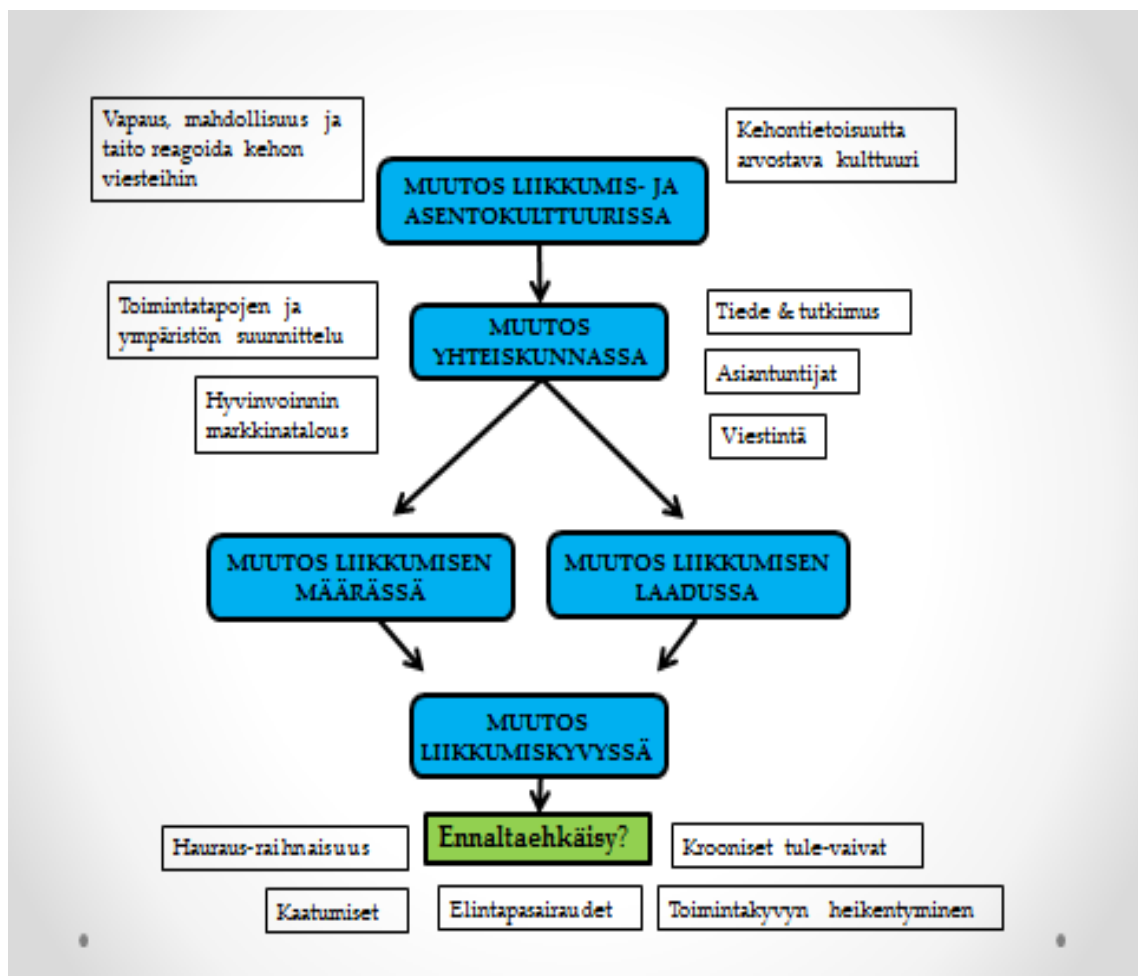 Vapaus, mahdollisuus ja
taito reagoida kehon
viesteihin
Kehontietoisuutta
arvostava kulttuuri
MUUTOS LIIKKUMIS- JA
ASENTOKULTTUURISSA
Toimintatapojen ja
ympäristön suunnittelu
MUUTOS
YHTEISKUNNASSA
Tiede & tutkimus
Asiantuntijat
Hyvinvoinnin
markkinatalous
Viestintä
MUUTOS LIIKKUMISEN
MÄÄRÄSSÄ
MUUTOS LIIKKUMISEN
LAADUSSA
MUUTOS
LIIKKUMISKYVYSSÄ
Ennaltaehkäisy?
Hauraus-raihnaisuus
Krooniset tule-vaivat
Kaatumiset
Elintapasairaudet
Toimintakyvyn heikentyminen